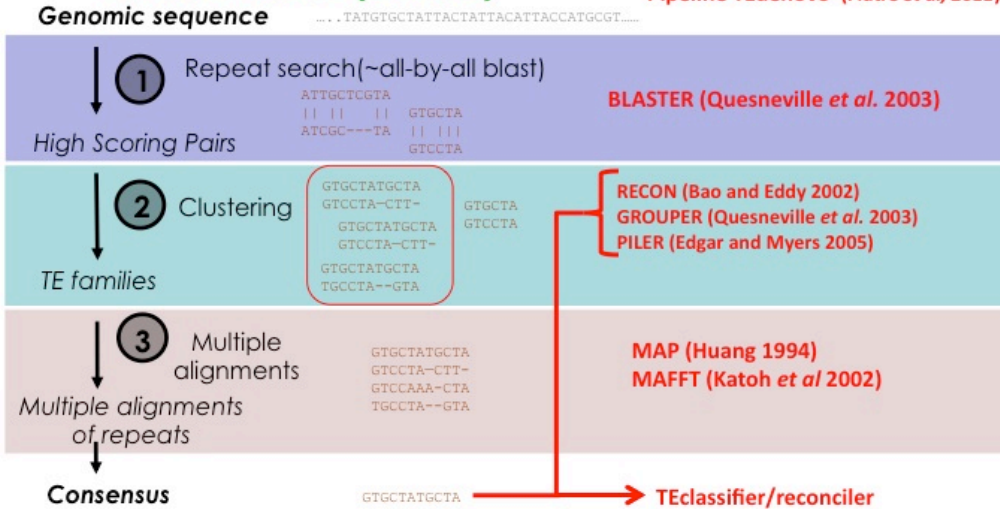 Genomic sequence
.....TATGTGCTATTACTATTACATTACCATGCGT......
1
Repeat search(~all-by-all blast)
ATTGCTCGTA
|| || ||
ATCGC---TA
GTGCTA
|| |||
GTCCTA
High Scoring Pairs
BLASTER (Quesneville et al. 2003)
2
Clustering
GTGCTATGCTA
GTCCTA-CTT-
GTGCTATGCTA
GTCCTA-CTT-
GTGCTATGCTA
TGCCTA--GTA
GTGCTA
GTCCTA
TE families
RECON (Bao and Eddy 2002)
GROUPER (Quesneville et al. 2003)
PILER (Edgar and Myers 2005)
3
Multiple
alignments
GTGCTATGCTA
GTCCTA-CTT-
GTCCAAA-CTA
TGCCTA--GTA
Multiple alignments
of repeats
MAP (Huang 1994)
MAFFT (Katoh et al 2002)
Consensus
GTGCTATGCTA
TEclassifier/reconciler